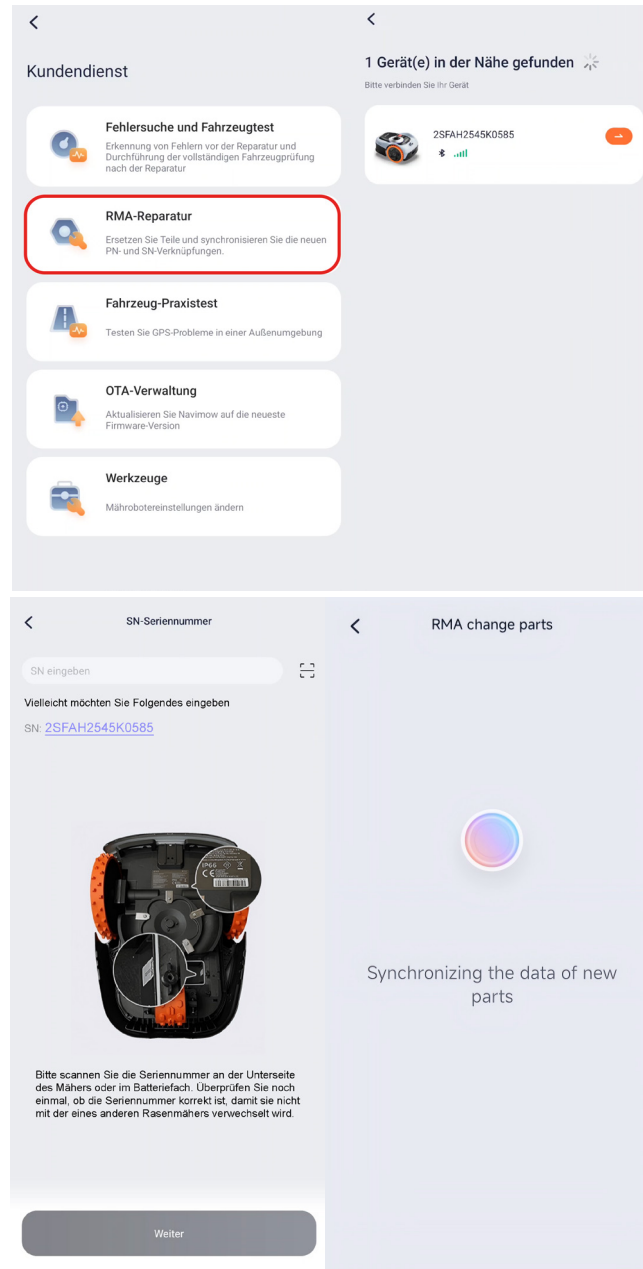 Kundendienst
Fehlersuche und Fahrzeugtest
Erkennung von Fehlern vor der Reparatur und
Durchführung der vollständigen Fahrzeugprüfung
nach der Reparatur
RMA-Reparatur
Ersetzen Sie Teile und synchronisieren Sie die neuen
PN- und SN-Verknüpfungen.
Fahrzeug-Praxistest
Testen Sie GPS-Probleme in einer Außenumgebung
OTA-Verwaltung
Aktualisieren Sie Navimow auf die neueste
Firmware-Version
Werkzeuge
Mährobotereinstellungen ändern
1 Gerät(e) in der Nähe gefunden
Bitte verbinden Sie Ihr Gerät
2SFAH2545K0585
SN-Seriennummer
SN eingeben
Vielleicht möchten Sie Folgendes eingeben
SN: 2SFAH2545K0585
IP66
Bitte scannen Sie die Seriennummer an der Unterseite
des Mähers oder im Batteriefach. Überprüfen Sie noch
einmal, ob die Seriennummer korrekt ist, damit sie nicht
mit der eines anderen Rasenmähers verwechselt wird.
Weiter
RMA change parts
Synchronizing the data of new
parts